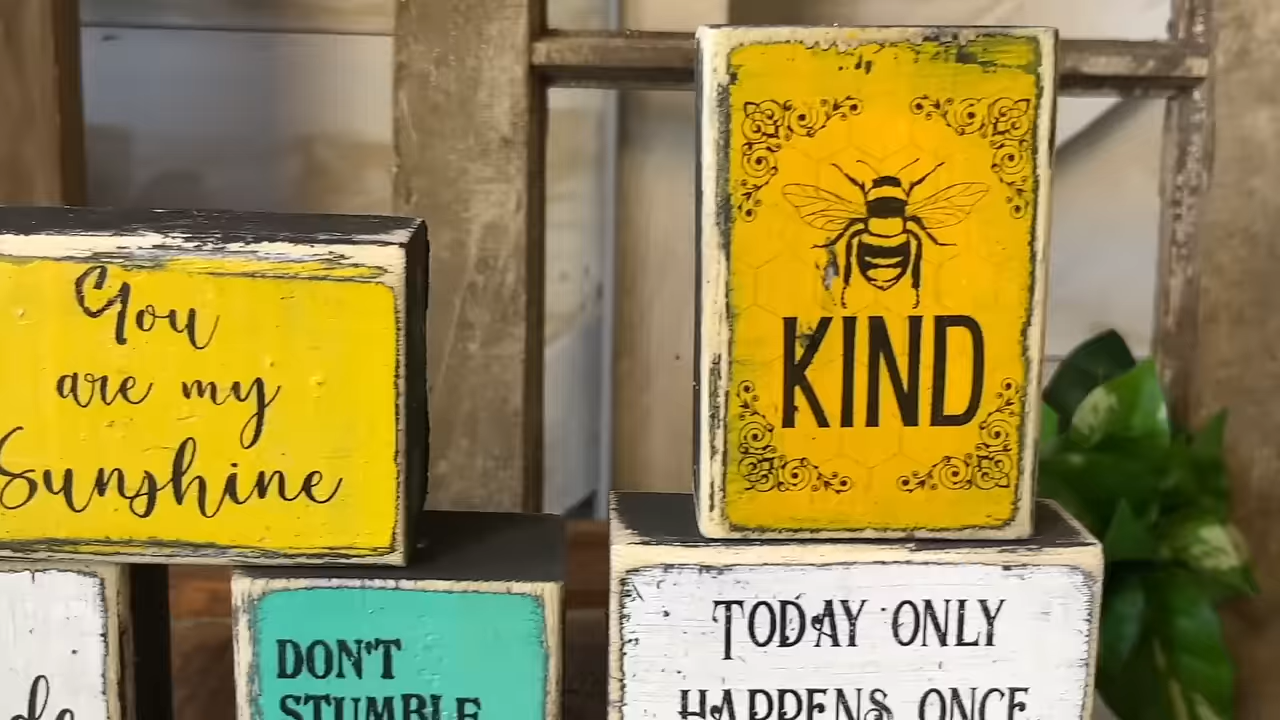 You
are my
Sunshine
KIND
DON'T
STUMBLE
TODAY ONLY
HAPPENS ONCE